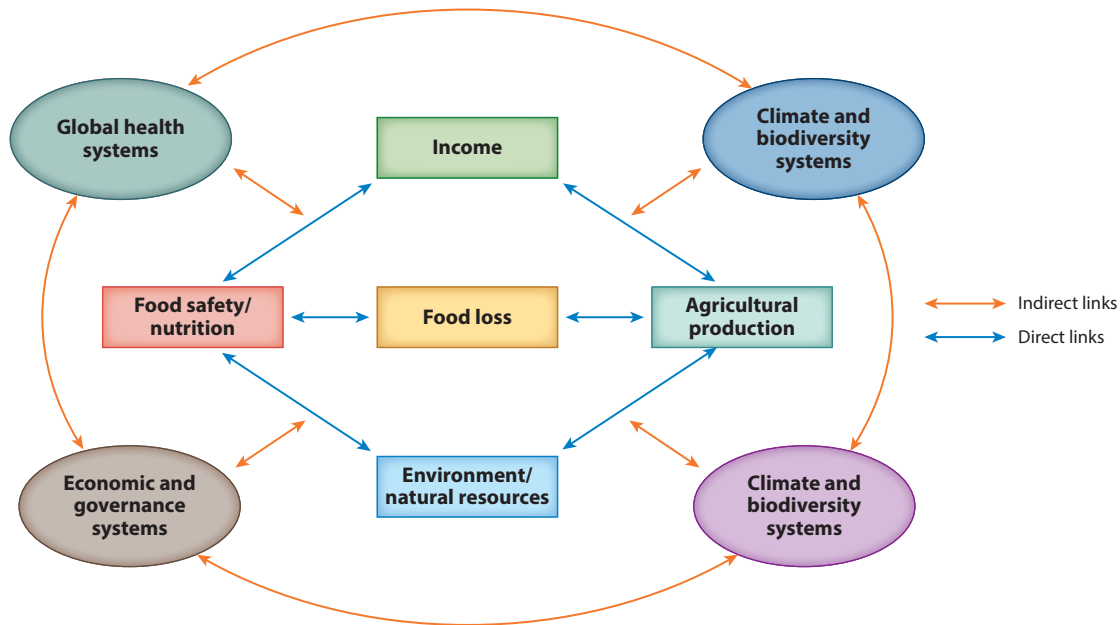 Global health
systems
Income
Climate and
biodiversity
systems
Food safety/
nutrition
Food loss
Agricultural
production
Indirect links
Direct links
Economic and
governance
systems
Environment/
natural resources
Climate and
biodiversity
systems